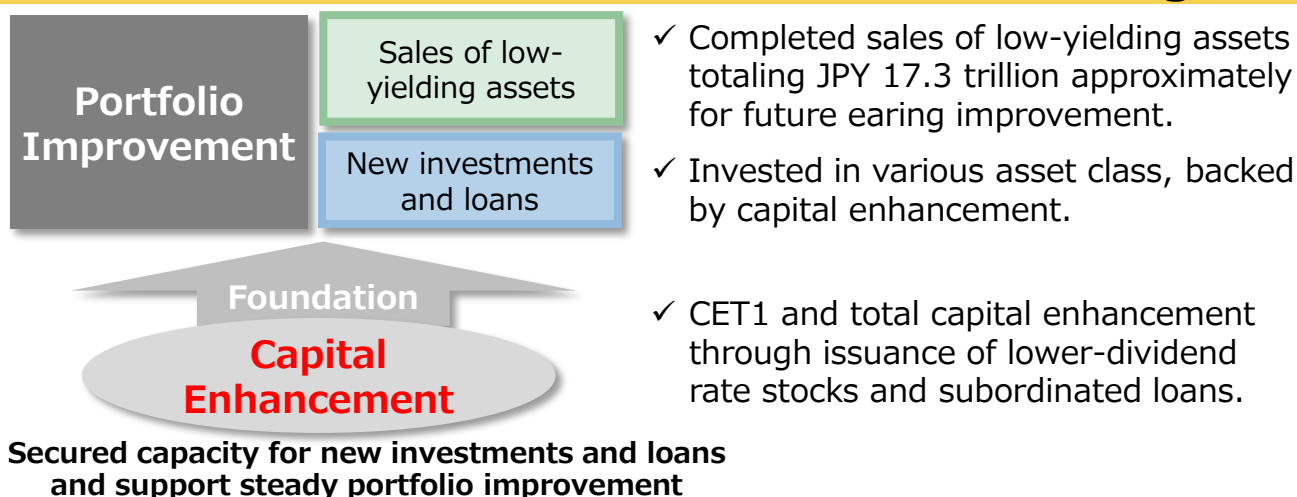 Portfolio
Improvement
Sales of low-
yielding assets
New investments
and loans
✓ Completed sales of low-yielding assets
totaling JPY 17.3 trillion approximately
for future earing improvement.
✓ Invested in various asset class, backed
by capital enhancement.
Foundation
Capital
Enhancement
✓ CET1 and total capital enhancement
through issuance of lower-dividend
rate stocks and subordinated loans.
Secured capacity for new investments and loans
and support steady portfolio improvement